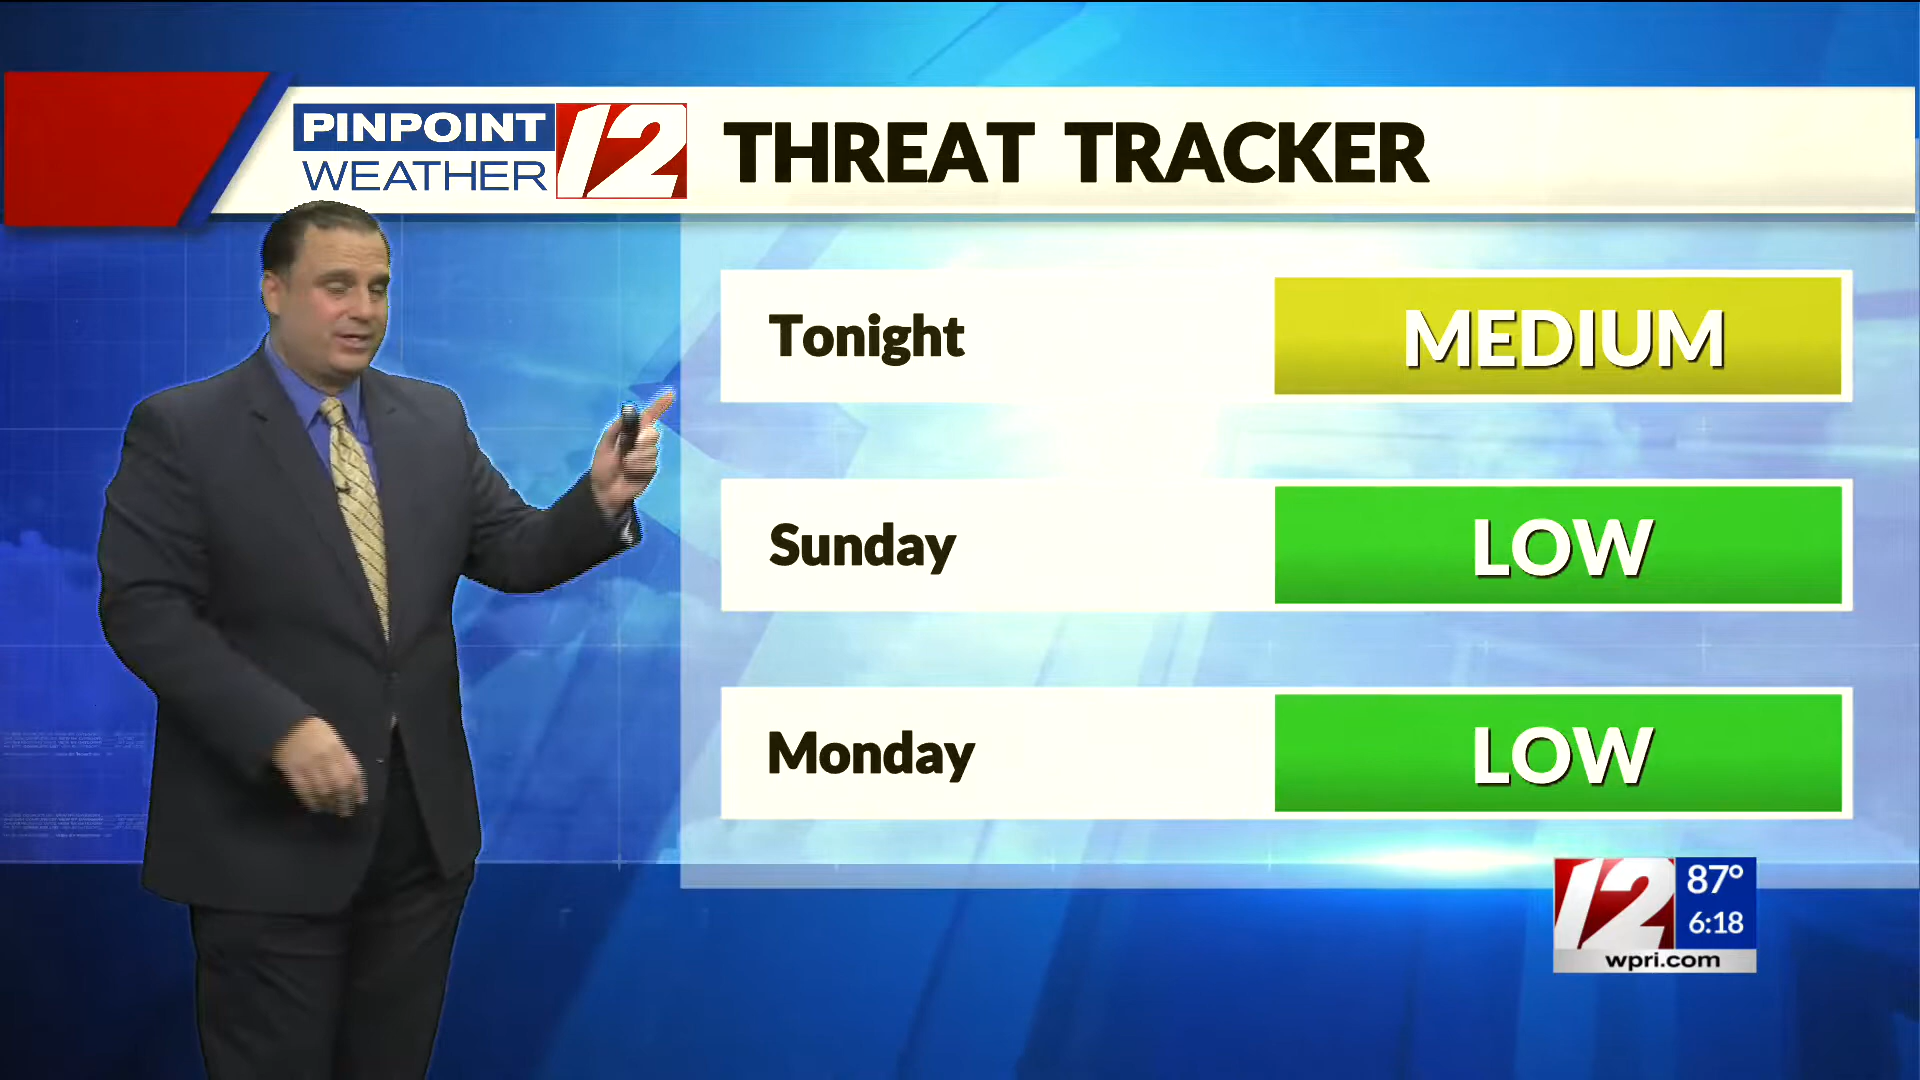 PINPOINT
WEATHER 12
THREAT TRACKER
Tonight MEDIUM
Sunday LOW
Monday LOW
12 87°
6:18
wpri.com